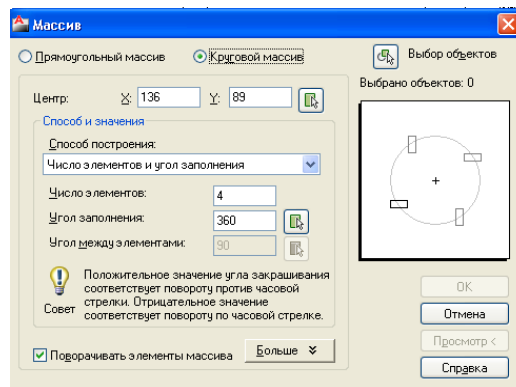 Массив
Прямоугольный массив Круговой массив Выбор объектов
Выбрано объектов: 0
Центр: X: 136 Y: 89
Способ и значения
Способ построения:
Число элементов и угол заполнения
Число элементов: 4
Угол заполнения: 360
Угол между элементами: 90
Положительное значение угла закрашивания
соответствует повороту против часовой
стрелки. Отрицательное значение
Совет соответствует повороту по часовой стрелке.
Поворачивать элементы массива Больше
OK
Отмена
Просмотр <
Справка